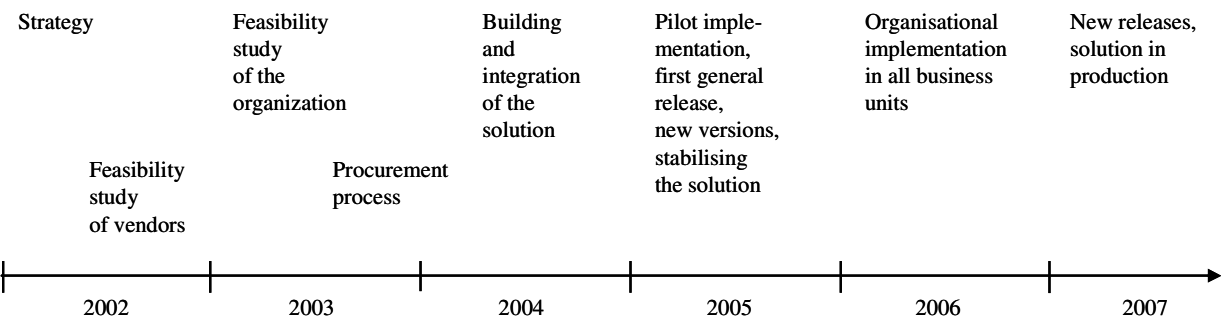 Strategy
Feasibility
study
of the
organization
Building
and
integration
of the
solution
Pilot imple-
mentation,
first general
release,
new versions,
stabilising
the solution
Organisational
implementation
in all business
units
New releases,
solution in
production
Feasibility
study
of vendors
Procurement
process
2002
2003
2004
2005
2006
2007